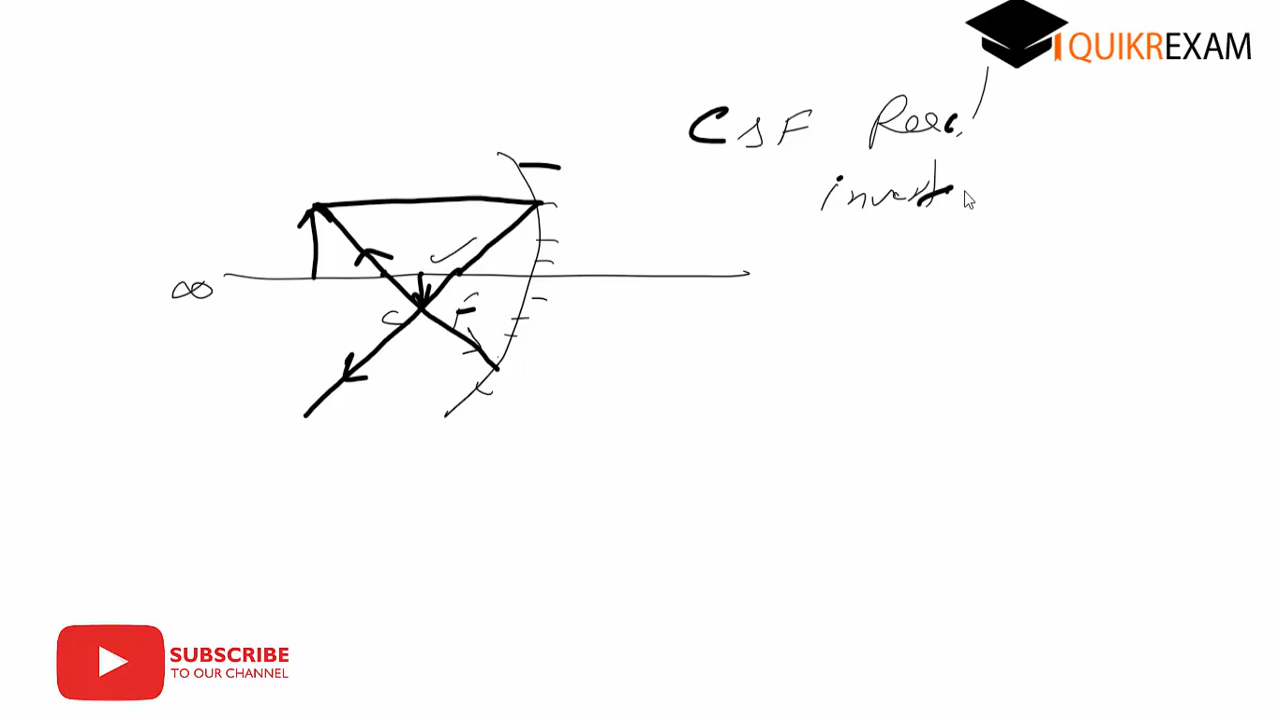 QUIKREXAM
C & F Real
invert
∞
C
F
SUBSCRIBE
TO OUR CHANNEL